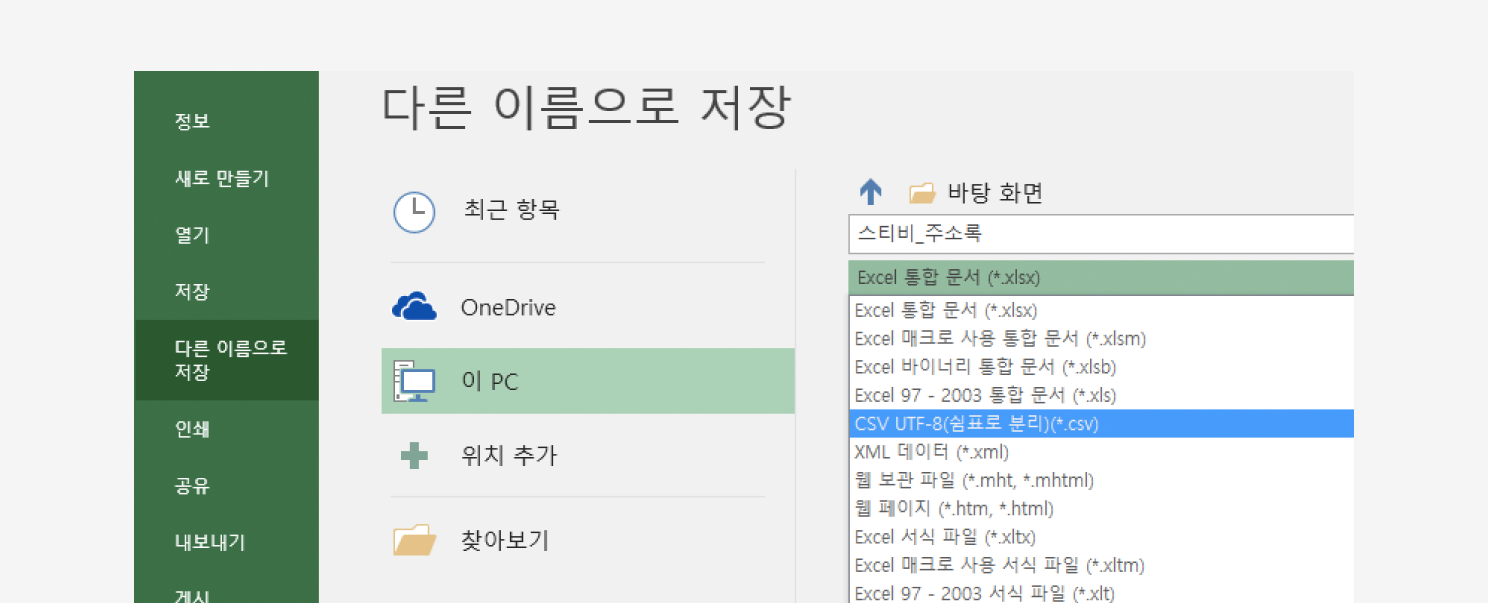 정보
새로 만들기
열기
저장
다른 이름으로
저장
인쇄
공유
내보내기
게시
다른 이름으로 저장
최근 항목
OneDrive
이 PC
위치 추가
찾아보기
바탕 화면
스티비_주소록
Excel 통합 문서 (*.xlsx)
Excel 통합 문서 (*.xlsx)
Excel 매크로 사용 통합 문서 (*.xlsm)
Excel 바이너리 통합 문서 (*.xlsb)
Excel 97 - 2003 통합 문서 (*.xls)
CSV UTF-8(쉼표로 분리)(*.csv)
XML 데이터 (*.xml)
웹 보관 파일 (*.mht, *.mhtml)
웹 페이지 (*.htm, *.html)
Excel 서식 파일 (*.xltx)
Excel 매크로 사용 서식 파일 (*.xltm)
Excel 97 - 2003 서식 파일 (*.xlt)